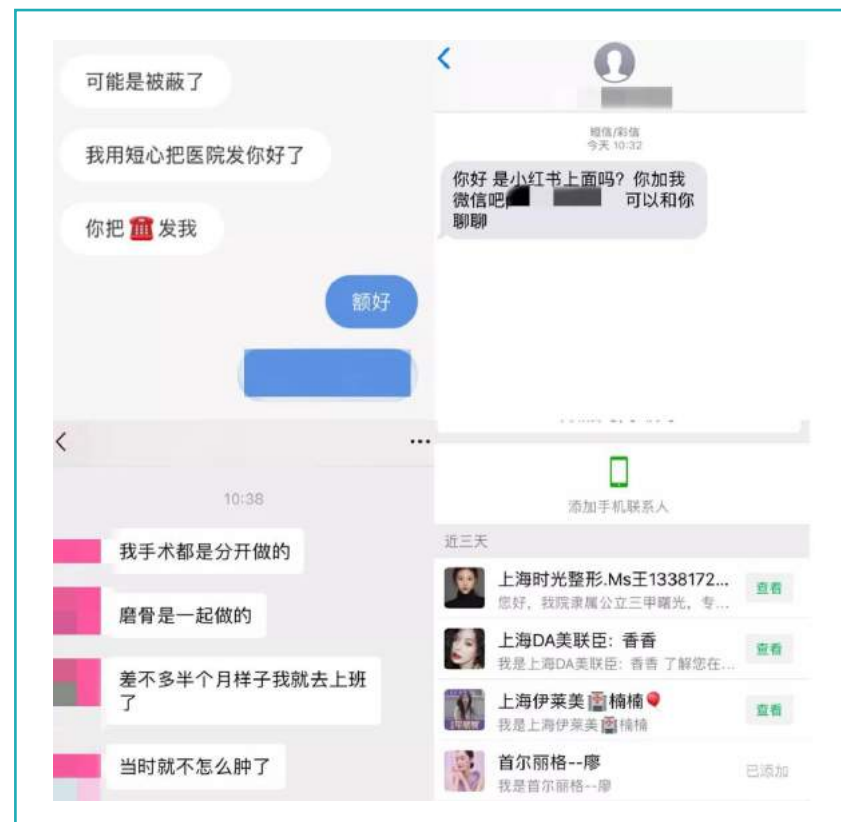 可能是被蔽了
我用短心把医院发你好了
你把☎️发我
额好
短信/彩信
今天 10:32
你好 是小红书上面吗？你加我
微信吧 可以和你
聊聊
10:38
我手术都是分开做的
磨骨是一起做的
差不多半个月样子我就去上班
了
当时就不怎么肿了
添加手机联系人
近三天
上海时光整形.Ms王1338172...
您好，我院隶属公立三甲曙光，专...
查看
上海DA美联臣：香香
我是上海DA美联臣：香香 了解您在...
查看
上海伊莱美🏥楠楠🎈
我是上海伊莱美🏥楠楠
查看
首尔丽格--廖
我是首尔丽格--廖
已添加